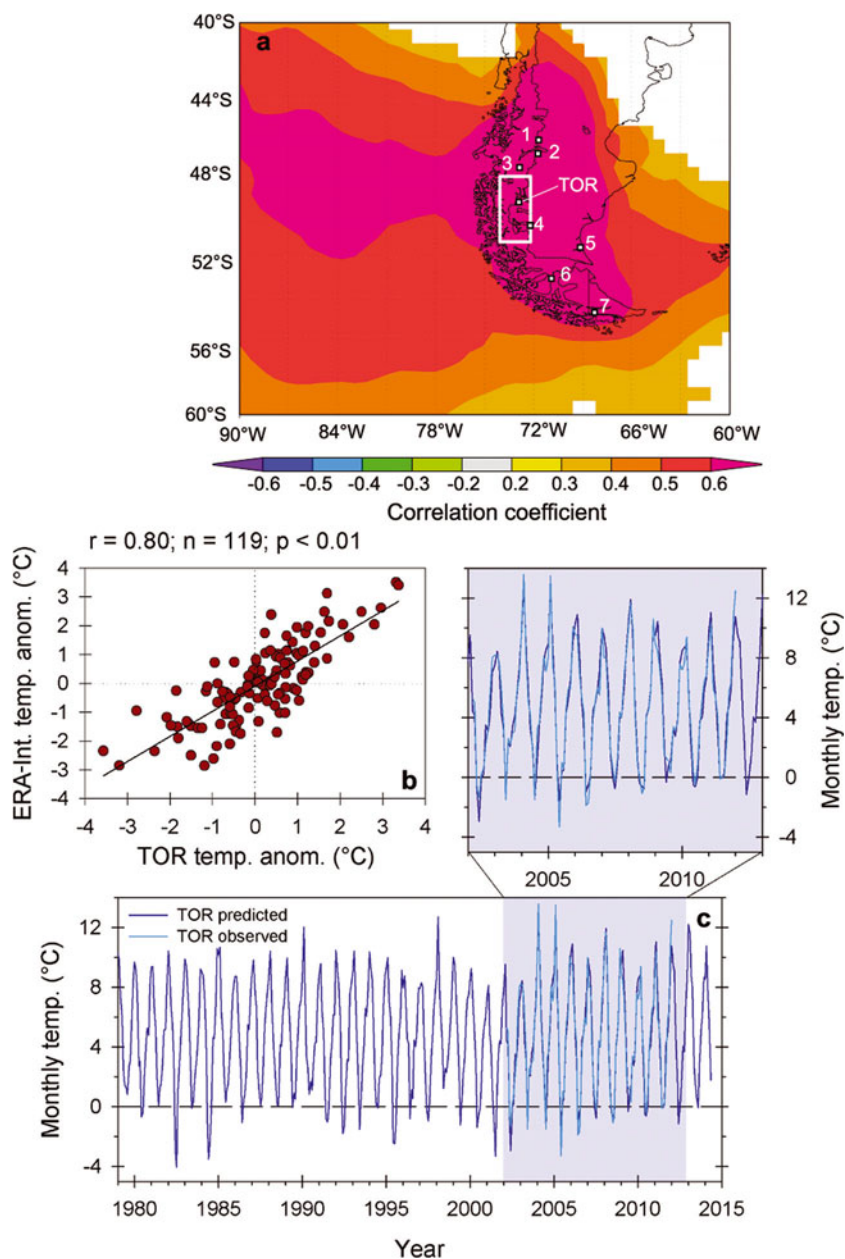 a
40°S
44°S
48°S
52°S
56°S
60°S
1
2
3
TOR
4
5
6
7
90°W 84°W 78°W 72°W 66°W 60°W
-0.6 -0.5 -0.4 -0.3 -0.2 0.2 0.3 0.4 0.5 0.6
Correlation coefficient
r = 0.80; n = 119; p < 0.01
ERA-Int. temp. anom. (°C)
4
3
2
1
0
-1
-2
-3
-4
b
-4 -3 -2 -1 0 1 2 3 4
TOR temp. anom. (°C)
12
8
4
0
-4
Monthly temp. (°C)
2005 2010
c
TOR predicted
TOR observed
Monthly temp. (°C)
12
8
4
0
-4
1980 1985 1990 1995 2000 2005 2010 2015
Year